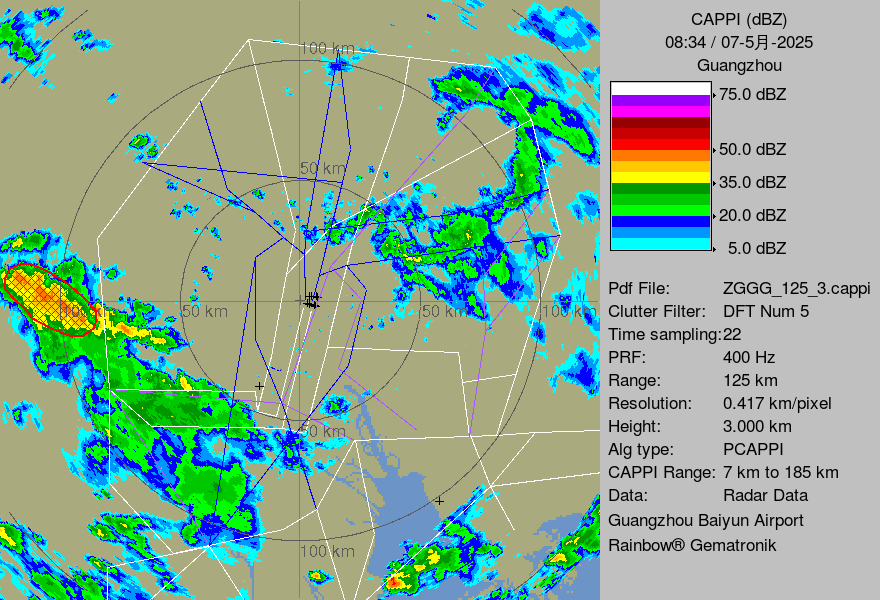 CAPPI (dBZ)
08:34 / 07-5月-2025
Guangzhou
75.0 dBZ
50.0 dBZ
35.0 dBZ
20.0 dBZ
5.0 dBZ
Pdf File: ZGGG_125_3.cappi
Clutter Filter: DFT Num 5
Time sampling:22
PRF: 400 Hz
Range: 125 km
Resolution: 0.417 km/pixel
Height: 3.000 km
Alg type: PCAPPI
CAPPI Range: 7 km to 185 km
Data: Radar Data
Guangzhou Baiyun Airport
Rainbow® Gematronik
100 km
50 km
100 km
50 km
50 km
100 km
50 km
100 km